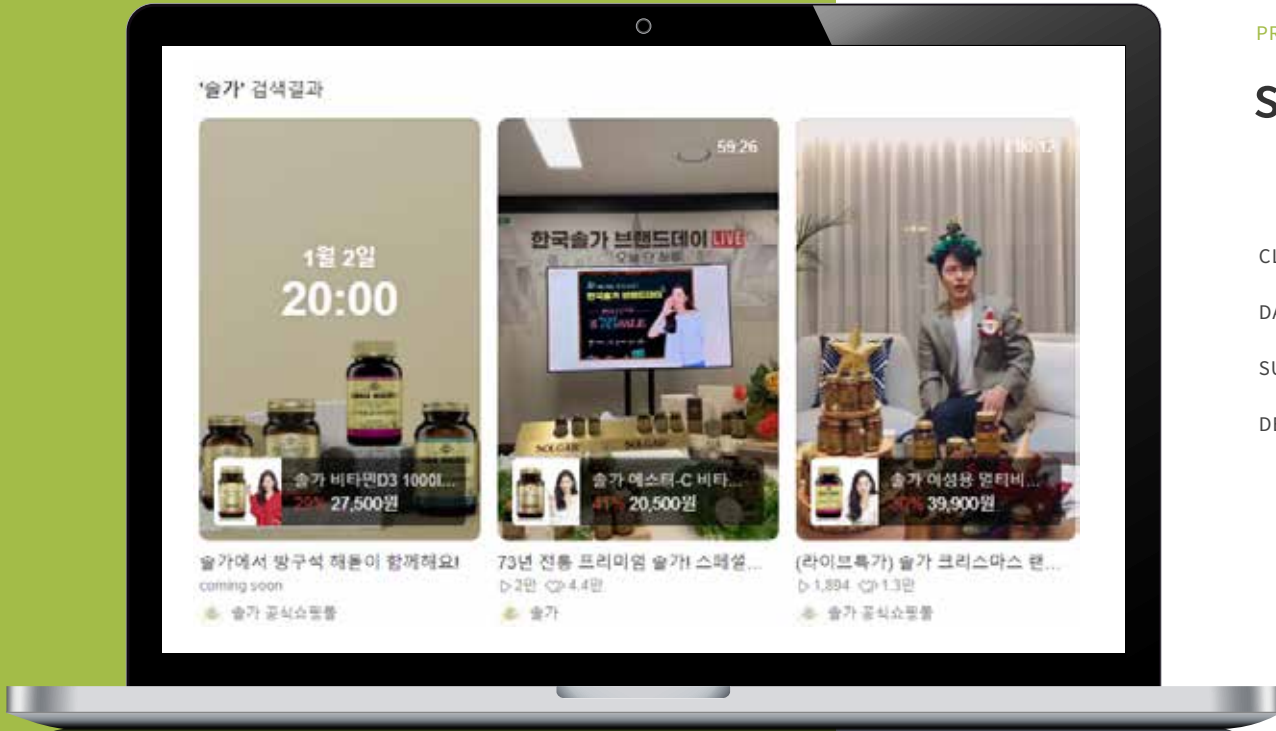 '솔가' 검색결과
1월 2일
20:00
솔가 비타민D3 1000I...
27,500원
솔가에서 방구석 해돋이 함께해요!
coming soon
솔가 공식쇼핑몰
59:26
한국솔가 브랜드데이 LIVE
SOLGAR
SOLGAR
솔가 에스터-C 비타...
41% 20,500원
73년 전통 프리미엄 솔가! 스페셜...
2만 4.4만
솔가
솔가 여성용 멀티비...
39,900원
(라이브특가) 솔가 크리스마스 랜...
1,894 1.3만
솔가 공식쇼핑몰
PR
S
CL
DA
SU
DE